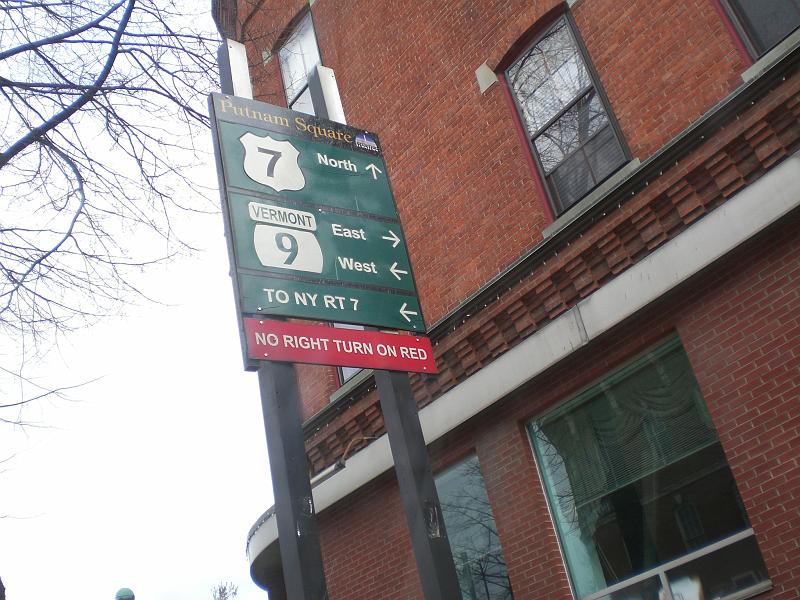 Putnam Square
7 North ↑
VERMONT
9
East →
West ←
TO NY RT 7 ←
NO RIGHT TURN ON RED